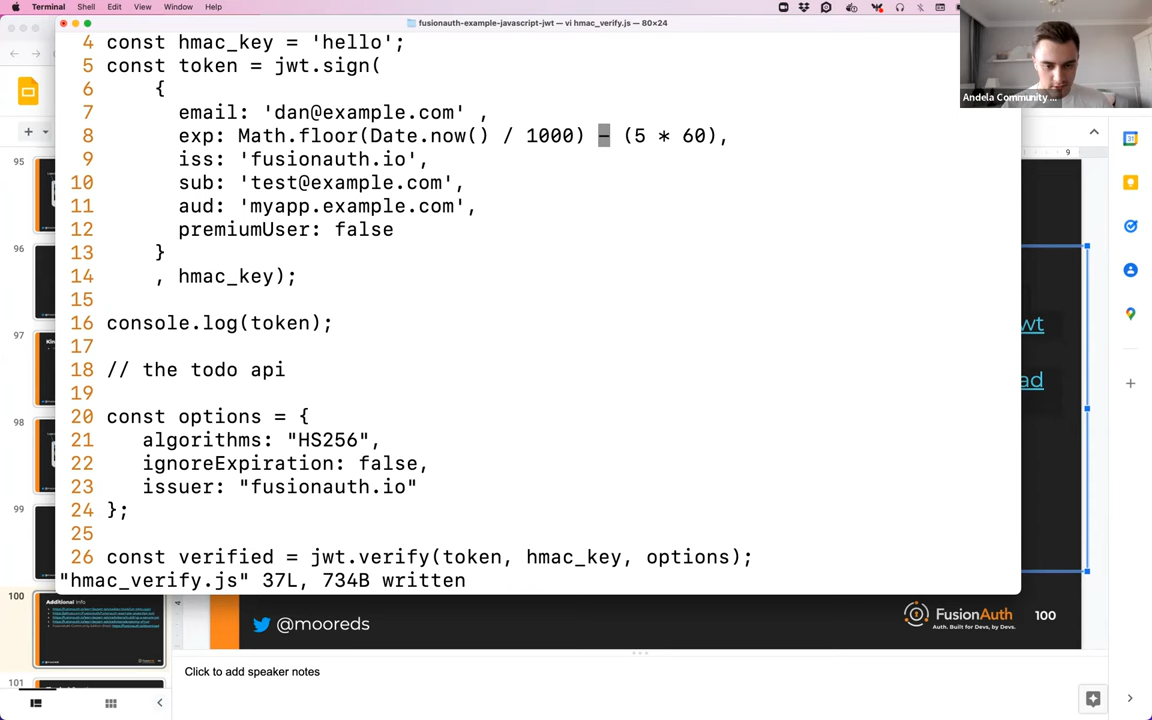 Terminal Shell Edit View Window Help
fusionauth-example-javascript-jwt — vi hmac_verify.js — 80×24
4 const hmac_key = 'hello';
5 const token = jwt.sign(
6 {
7 email: 'dan@example.com' ,
8 exp: Math.floor(Date.now() / 1000) - (5 * 60),
9 iss: 'fusionauth.io',
10 sub: 'test@example.com',
11 aud: 'myapp.example.com',
12 premiumUser: false
13 }
14 , hmac_key);
15
16 console.log(token);
17
18 // the todo api
19
20 const options = {
21 algorithms: "HS256",
22 ignoreExpiration: false,
23 issuer: "fusionauth.io"
24 };
25
26 const verified = jwt.verify(token, hmac_key, options);
"hmac_verify.js" 37L, 734B written
Andela Community ...
95
96
97
98
99
100
101
Additional Info
9
31
wt
ad
@mooreds
FusionAuth
Auth. Built for Devs, by Devs.
100
Click to add speaker notes